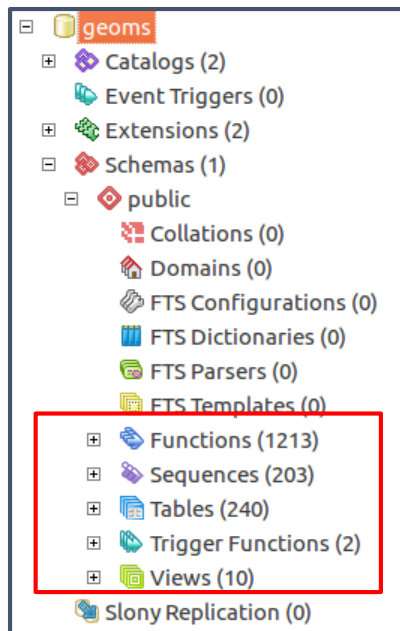 geoms
Catalogs (2)
Event Triggers (0)
Extensions (2)
Schemas (1)
public
Collations (0)
Domains (0)
FTS Configurations (0)
FTS Dictionaries (0)
FTS Parsers (0)
FTS Templates (0)
Functions (1213)
Sequences (203)
Tables (240)
Trigger Functions (2)
Views (10)
Slony Replication (0)